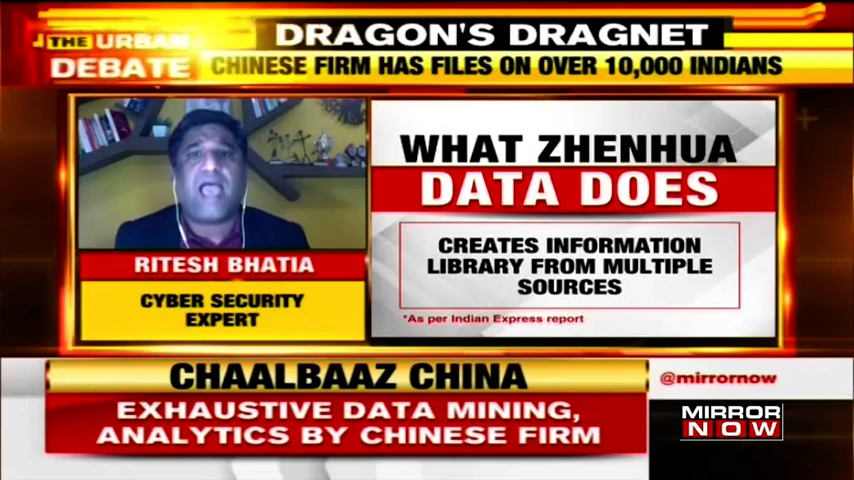 THE URBAN
DEBATE
DRAGON'S DRAGNET
CHINESE FIRM HAS FILES ON OVER 10,000 INDIANS
WHAT ZHENHUA
DATA DOES
CREATES INFORMATION
LIBRARY FROM MULTIPLE
SOURCES
*As per Indian Express report
RITESH BHATIA
CYBER SECURITY
EXPERT
CHAALBAAZ CHINA
EXHAUSTIVE DATA MINING,
ANALYTICS BY CHINESE FIRM
@mirrornow
MIRROR
NOW